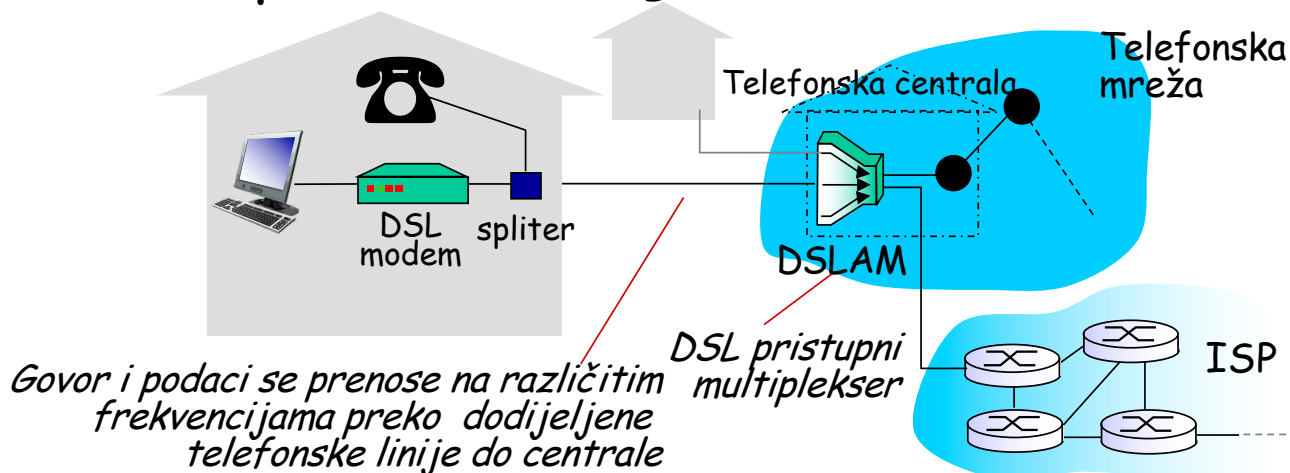 Telefonska
mreža
Telefonska centrala
DSL
modem
spliter
DSLAM
DSL pristupni
multiplekser
ISP
Govor i podaci se prenose na različitim
frekvencijama preko dodijeljene
telefonske linije do centrale